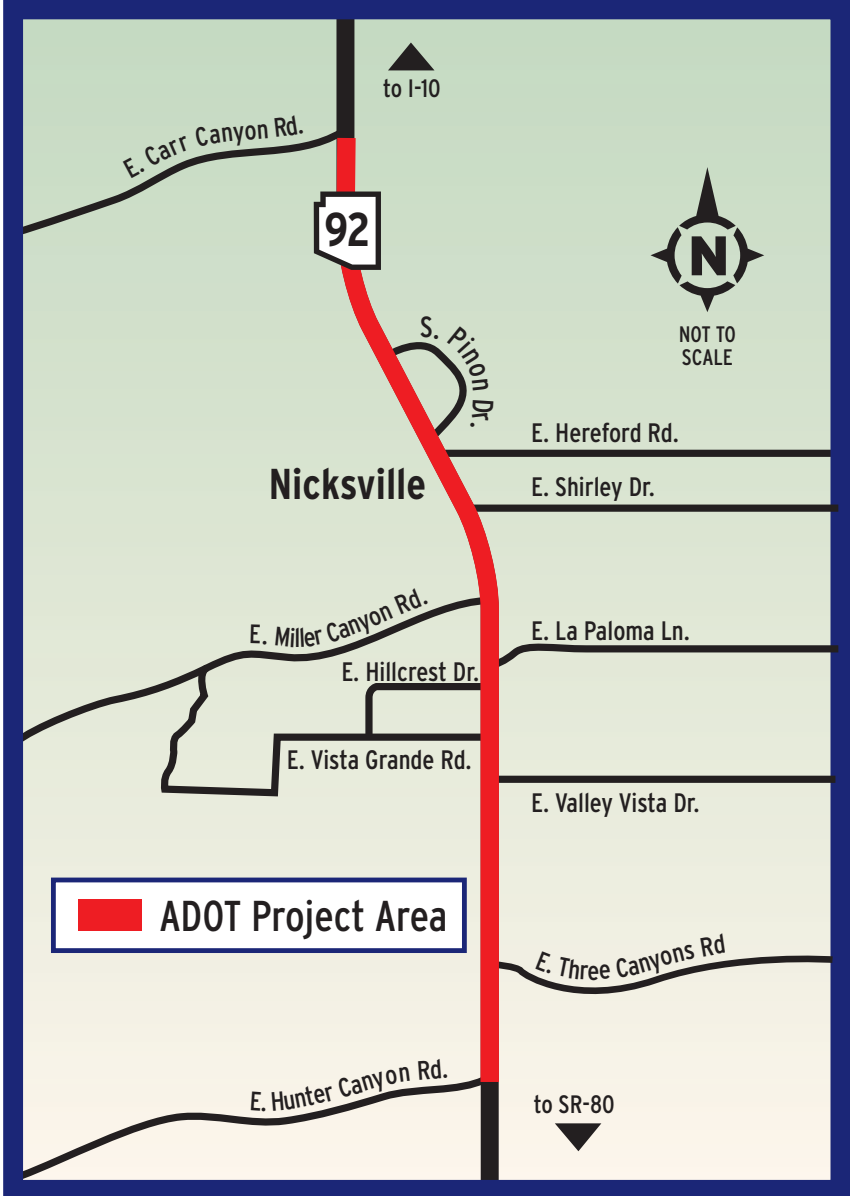 to I-10
E. Carr Canyon Rd.
92
N
NOT TO
SCALE
S. Pinon Dr.
E. Hereford Rd.
Nicksville
E. Shirley Dr.
E. Miller Canyon Rd.
E. La Paloma Ln.
E. Hillcrest Dr.
E. Vista Grande Rd.
E. Valley Vista Dr.
ADOT Project Area
E. Three Canyons Rd
E. Hunter Canyon Rd.
to SR-80